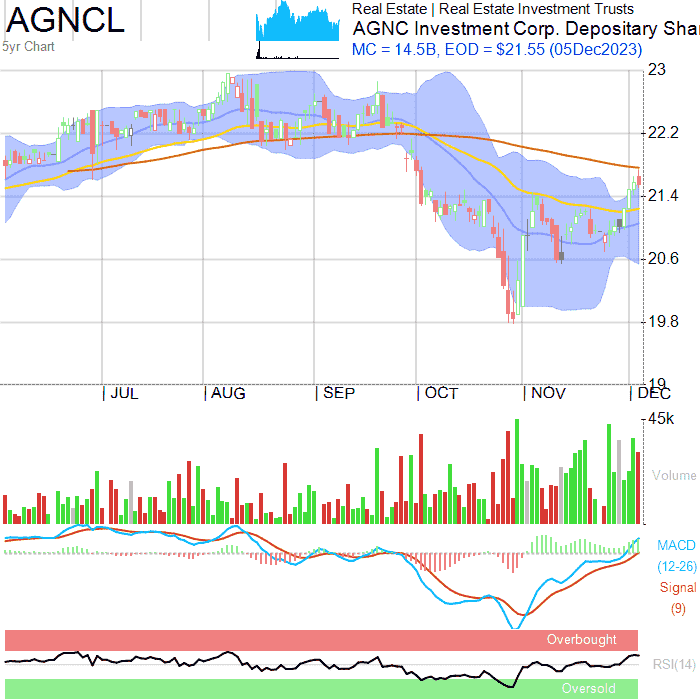 AGNCL
5yr Chart
Real Estate | Real Estate Investment Trusts
AGNC Investment Corp. Depositary Shar
MC = 14.5B, EOD = $21.55 (05Dec2023)
23
22.2
21.4
20.6
19.8
19
JUL
AUG
SEP
OCT
NOV
DEC
45k
Volume
MACD
(12-26)
Signal
(9)
Overbought
RSI(14)
Oversold